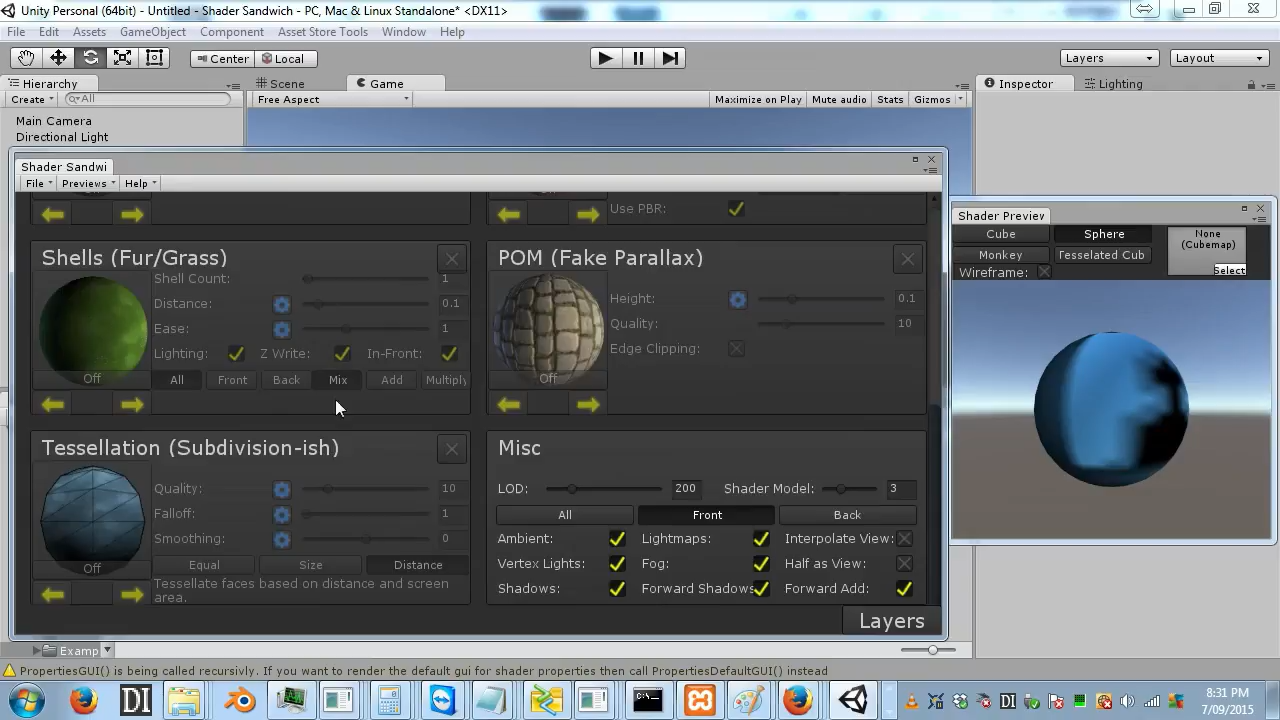 Unity Personal (64bit) - Untitled - Shader Sandwich - PC, Mac & Linux Standalone* <DX11>
File Edit Assets GameObject Component Asset Store Tools Window Help
Center Local Layers Layout
Hierarchy Scene Game Inspector Lighting
Create All Free Aspect Maximize on Play Mute audio Stats Gizmos
Main Camera
Directional Light
Shader Sandwi
File Previews Help
Use PBR:
Shells (Fur/Grass)
Shell Count: 1
Distance: 0.1
Ease: 1
Lighting: Z Write: In-Front:
Off All Front Back Mix Add Multiply
POM (Fake Parallax)
Height: 0.1
Quality: 10
Edge Clipping:
Off
Tessellation (Subdivision-ish)
Quality: 10
Falloff: 1
Smoothing: 0
Off Equal Size Distance
Tessellate faces based on distance and screen
area.
Misc
LOD: 200 Shader Model: 3
All Front Back
Ambient: Lightmaps: Interpolate View:
Vertex Lights: Fog: Half as View:
Shadows: Forward Shadows Forward Add:
Layers
Shader Preview
Cube Sphere None
(Cubemap)
Monkey Tesselated Cub Select
Wireframe:
Examp
PropertiesGUI() is being called recursivly. If you want to render the default gui for shader properties then call PropertiesDefaultGUI() instead
8:31 PM
7/09/2015